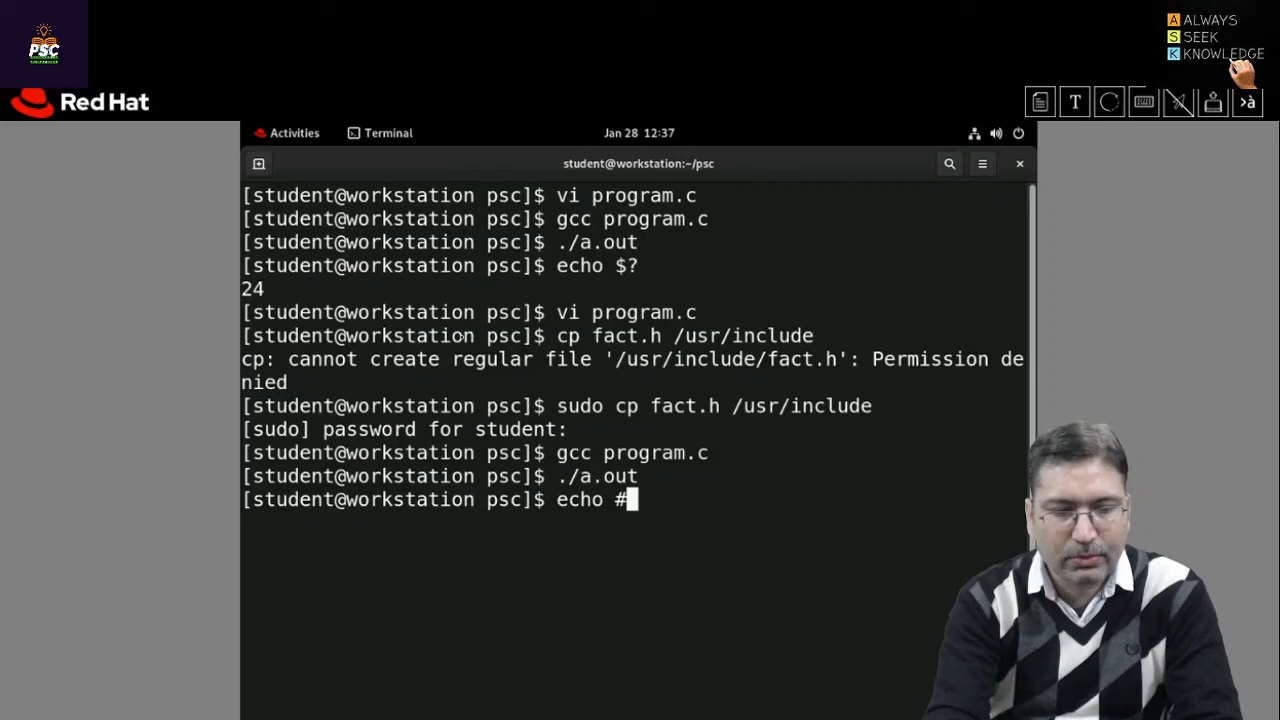 PSC
A ALWAYS
S SEEK
K KNOWLEDGE
Red Hat
T
>à
Activities
Terminal
Jan 28 12:37
student@workstation:~/psc
[student@workstation psc]$ vi program.c
[student@workstation psc]$ gcc program.c
[student@workstation psc]$ ./a.out
[student@workstation psc]$ echo $?
24
[student@workstation psc]$ vi program.c
[student@workstation psc]$ cp fact.h /usr/include
cp: cannot create regular file '/usr/include/fact.h': Permission de
nied
[student@workstation psc]$ sudo cp fact.h /usr/include
[sudo] password for student:
[student@workstation psc]$ gcc program.c
[student@workstation psc]$ ./a.out
[student@workstation psc]$ echo #